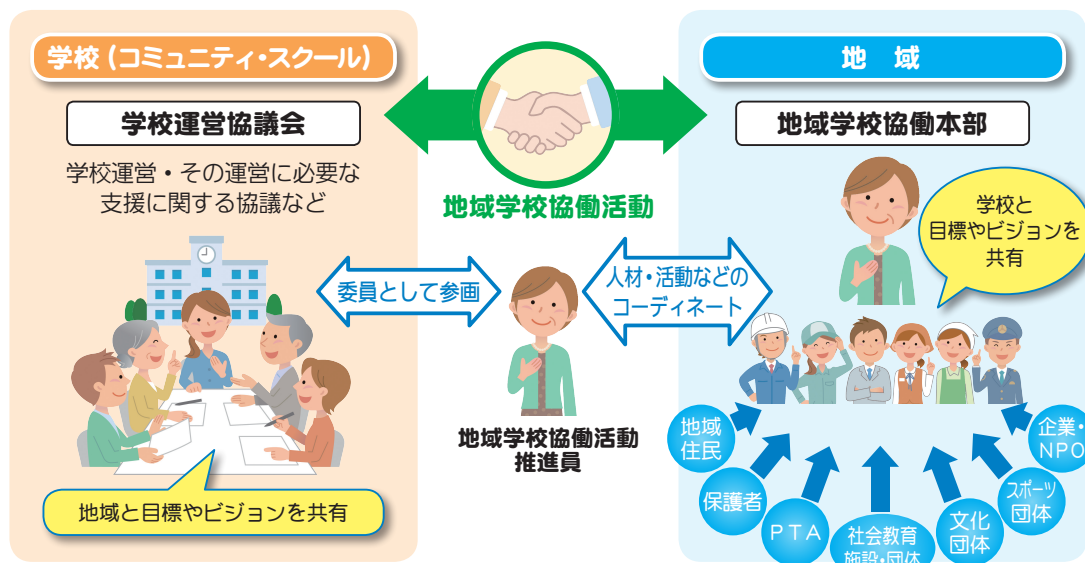 学校（コミュニティ・スクール）
学校運営協議会
学校運営・その運営に必要な
支援に関する協議など
地域と目標やビジョンを共有
地域学校協働活動
委員として参画
人材・活動などの
コーディネート
地域学校協働活動
推進員
地　域
地域学校協働本部
学校と
目標やビジョンを
共有
地域
住民
保護者
ＰＴＡ
社会教育
施設・団体
文化
団体
スポーツ
団体
企業・
ＮＰＯ